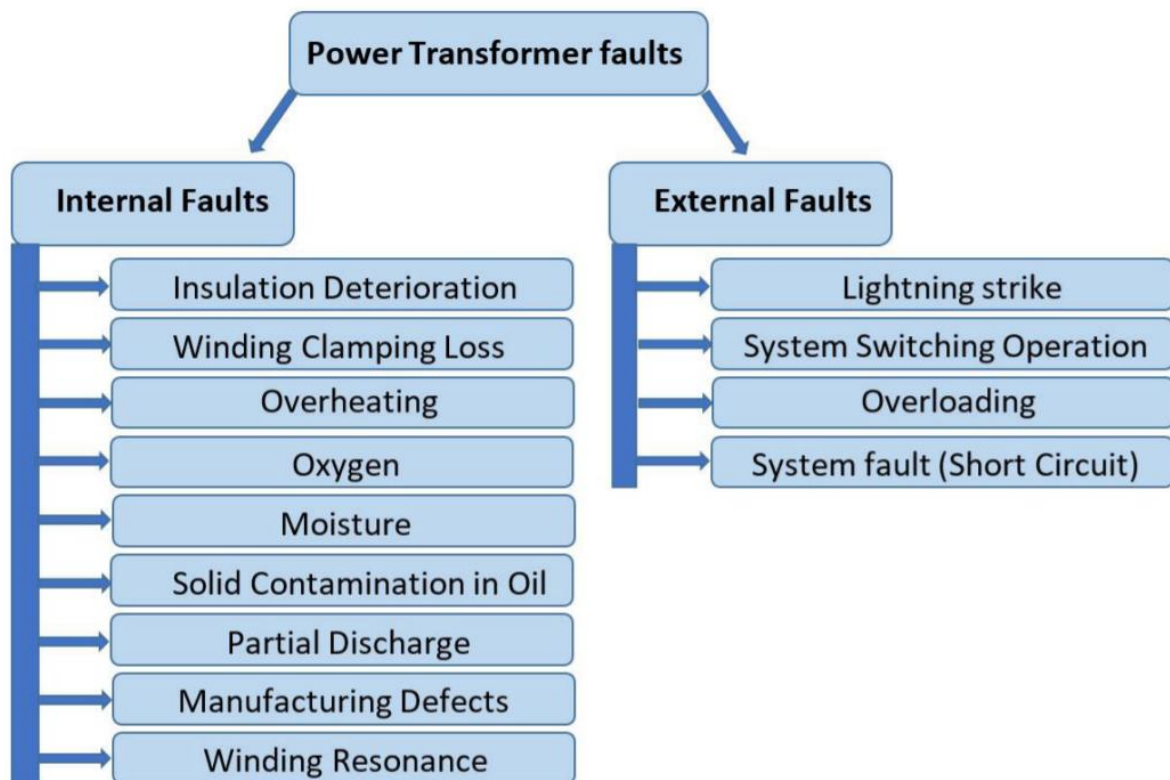 Power Transformer faults
Internal Faults
Insulation Deterioration
Winding Clamping Loss
Overheating
Oxygen
Moisture
Solid Contamination in Oil
Partial Discharge
Manufacturing Defects
Winding Resonance
External Faults
Lightning strike
System Switching Operation
Overloading
System fault (Short Circuit)